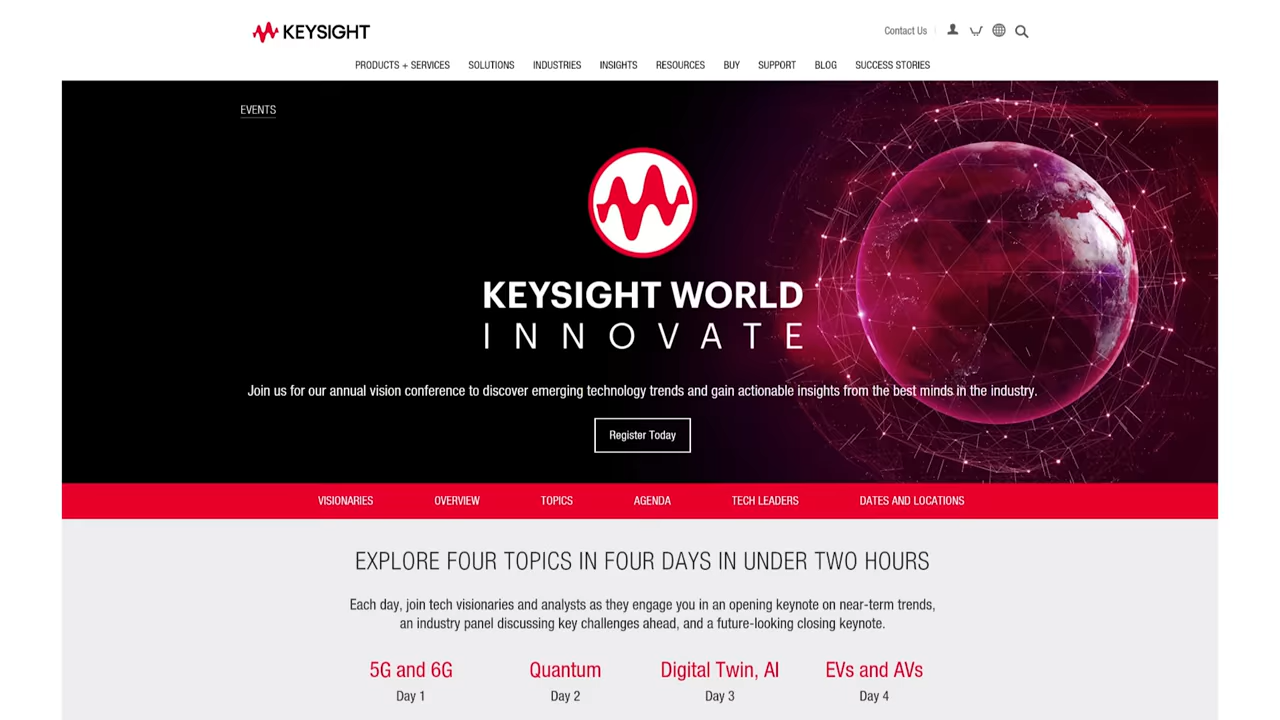 KEYSIGHT
Contact Us
PRODUCTS + SERVICES SOLUTIONS INDUSTRIES INSIGHTS RESOURCES BUY SUPPORT BLOG SUCCESS STORIES
EVENTS
KEYSIGHT WORLD
INNOVATE
Join us for our annual vision conference to discover emerging technology trends and gain actionable insights from the best minds in the industry.
Register Today
VISIONARIES OVERVIEW TOPICS AGENDA TECH LEADERS DATES AND LOCATIONS
EXPLORE FOUR TOPICS IN FOUR DAYS IN UNDER TWO HOURS
Each day, join tech visionaries and analysts as they engage you in an opening keynote on near-term trends,
an industry panel discussing key challenges ahead, and a future-looking closing keynote.
5G and 6G Quantum Digital Twin, AI EVs and AVs
Day 1 Day 2 Day 3 Day 4